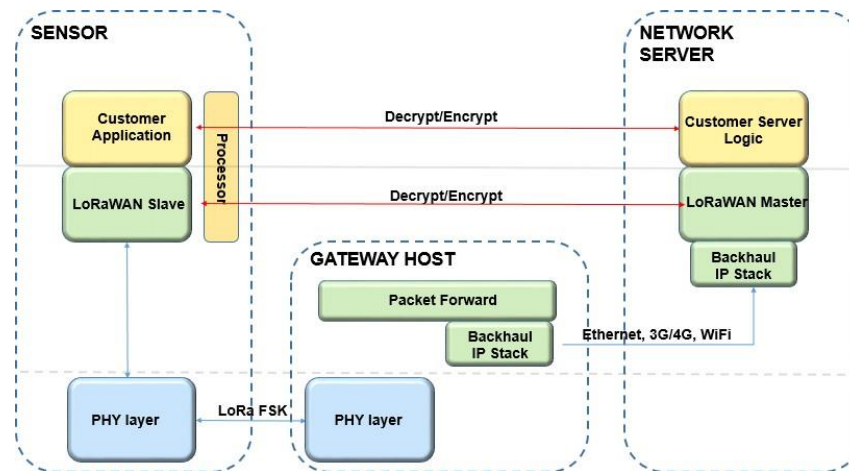 SENSOR
NETWORK
SERVER
Customer
Application
Processor
Decrypt/Encrypt
Customer Server
Logic
LoRaWAN Slave
Decrypt/Encrypt
LoRaWAN Master
Backhaul
IP Stack
GATEWAY HOST
Packet Forward
Backhaul
IP Stack
Ethernet, 3G/4G, WiFi
PHY layer
LoRa FSK
PHY layer